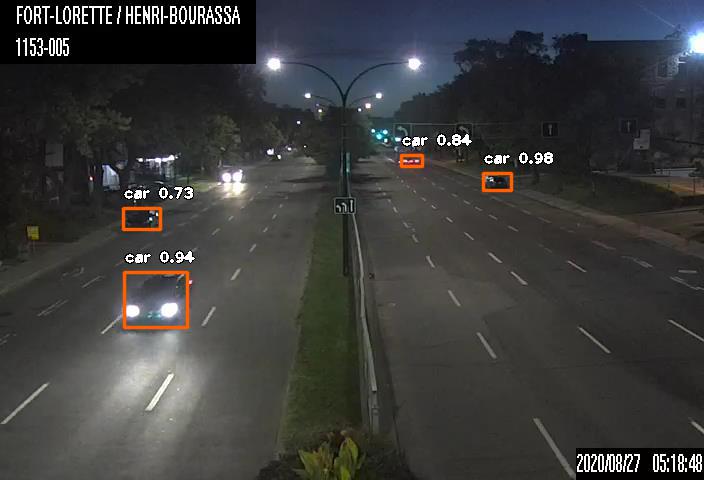 FORT-LORETTE / HENRI-BOURASSA
1153-005
car 0.84
car 0.98
car 0.73
car 0.94
2020/08/27 05:18:48